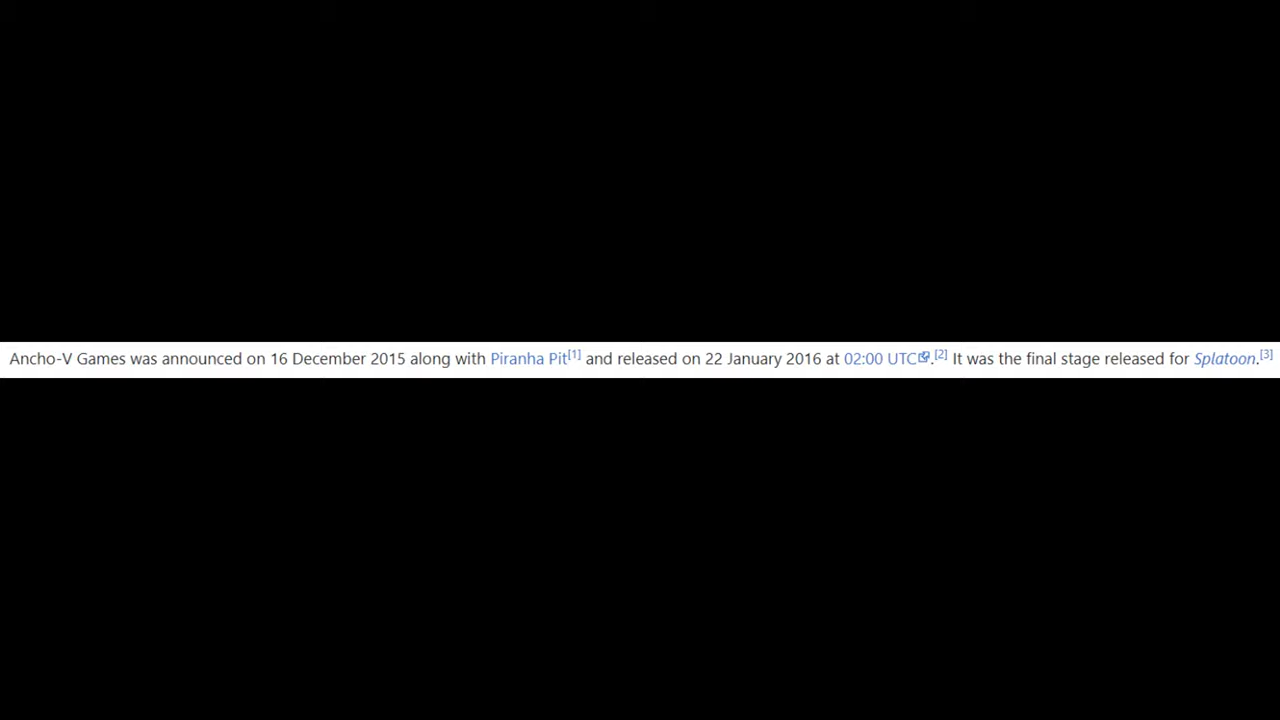 Ancho-V Games was announced on 16 December 2015 along with Piranha Pit[1] and released on 22 January 2016 at 02:00 UTC.[2] It was the final stage released for Splatoon.[3]